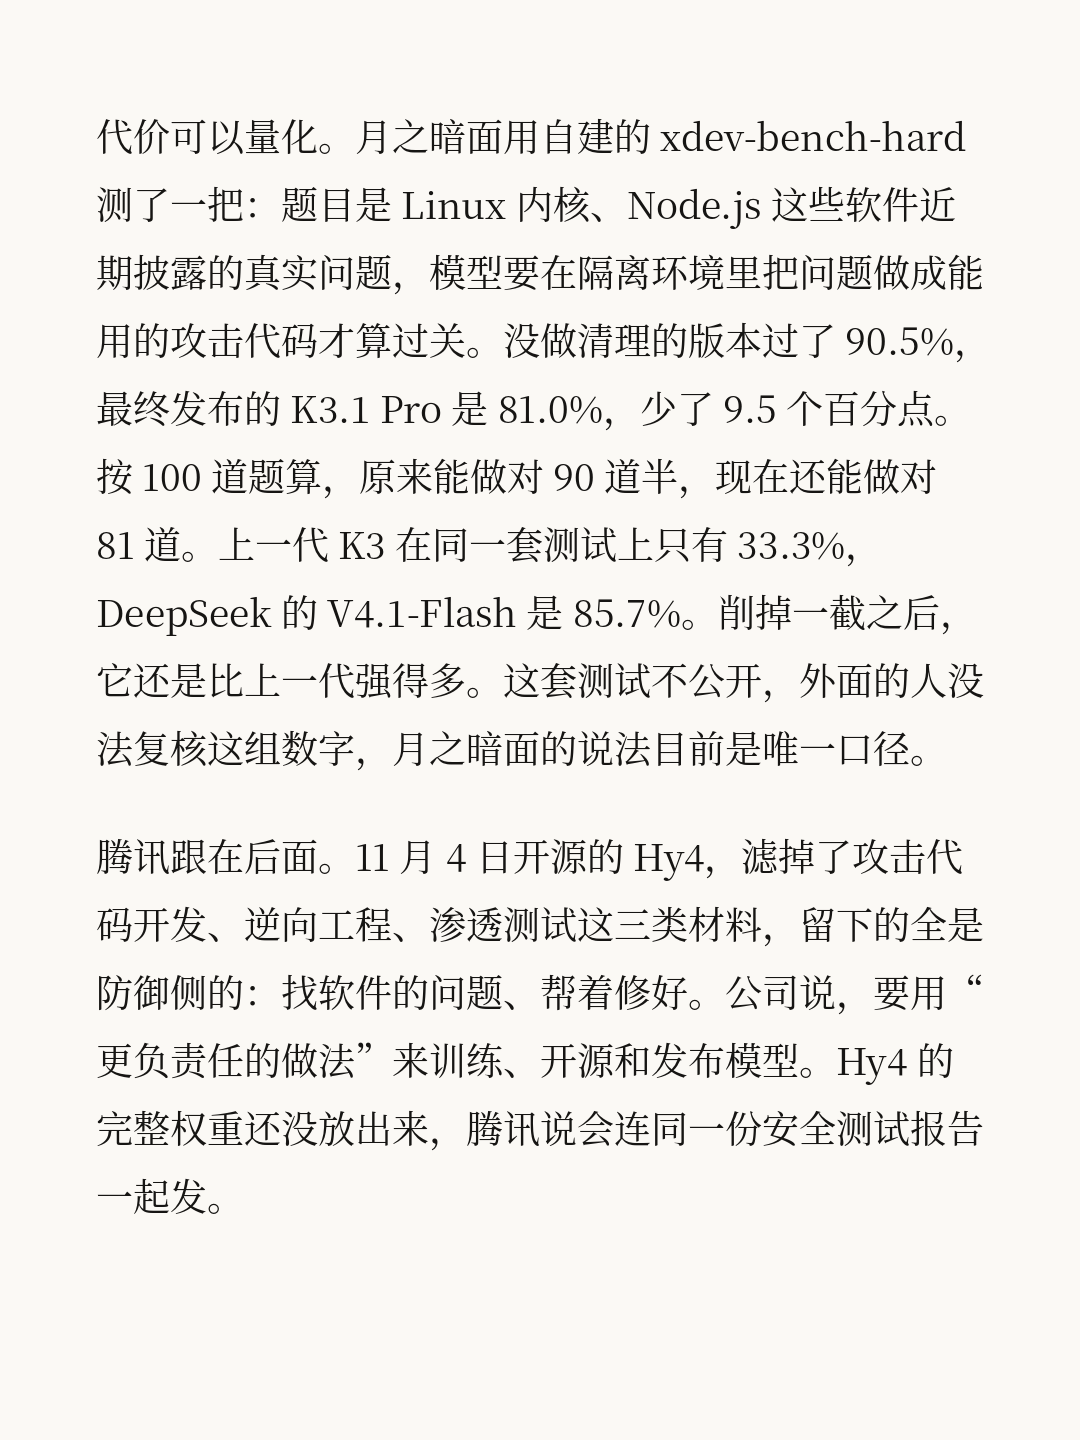 代价可以量化。月之暗面用自建的 xdev-bench-hard
测了一把：题目是 Linux 内核、Node.js 这些软件近
期披露的真实问题，模型要在隔离环境里把问题做成能
用的攻击代码才算过关。没做清理的版本过了 90.5%，
最终发布的 K3.1 Pro 是 81.0%，少了 9.5 个百分点。
按 100 道题算，原来能做对 90 道半，现在还能做对
81 道。上一代 K3 在同一套测试上只有 33.3%，
DeepSeek 的 V4.1-Flash 是 85.7%。削掉一截之后，
它还是比上一代强得多。这套测试不公开，外面的人没
法复核这组数字，月之暗面的说法目前是唯一口径。
腾讯跟在后面。11 月 4 日开源的 Hy4，滤掉了攻击代
码开发、逆向工程、渗透测试这三类材料，留下的全是
防御侧的：找软件的问题、帮着修好。公司说，要用“
更负责任的做法”来训练、开源和发布模型。Hy4 的
完整权重还没放出来，腾讯说会连同一份安全测试报告
一起发。